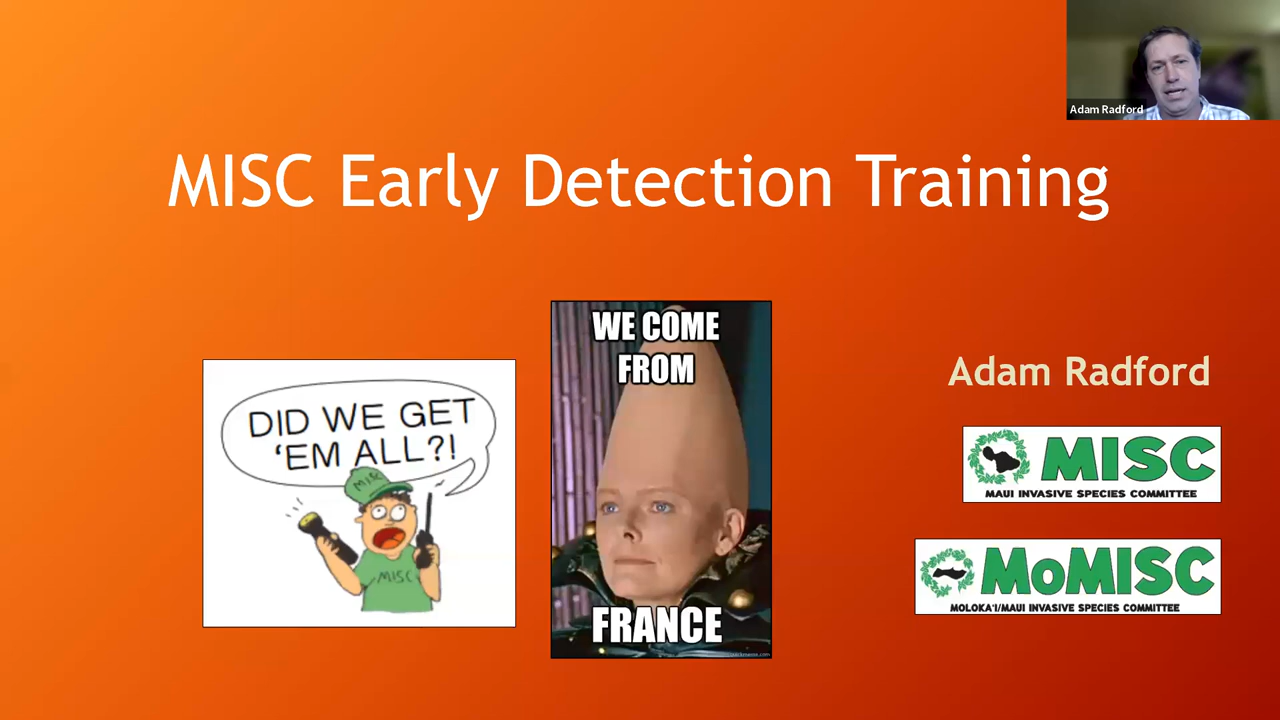 Adam Radford
MISC Early Detection Training
DID WE GET
‘EM ALL?!
MISC
MISC
WE COME
FROM
FRANCE
Adam Radford
MISC
MAUI INVASIVE SPECIES COMMITTEE
MoMISC
MOLOKA‘I/MAUI INVASIVE SPECIES COMMITTEE